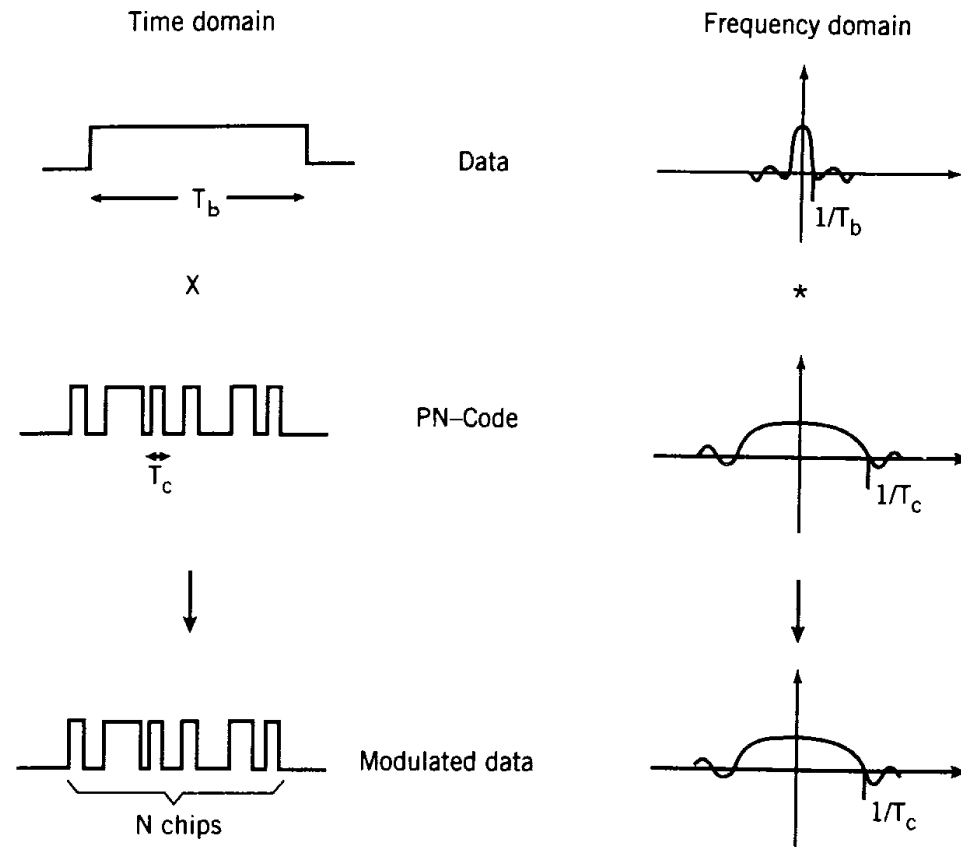 Time domain
Frequency domain
Data
T_b
1/T_b
X
*
PN–Code
T_c
1/T_c
Modulated data
N chips
1/T_c